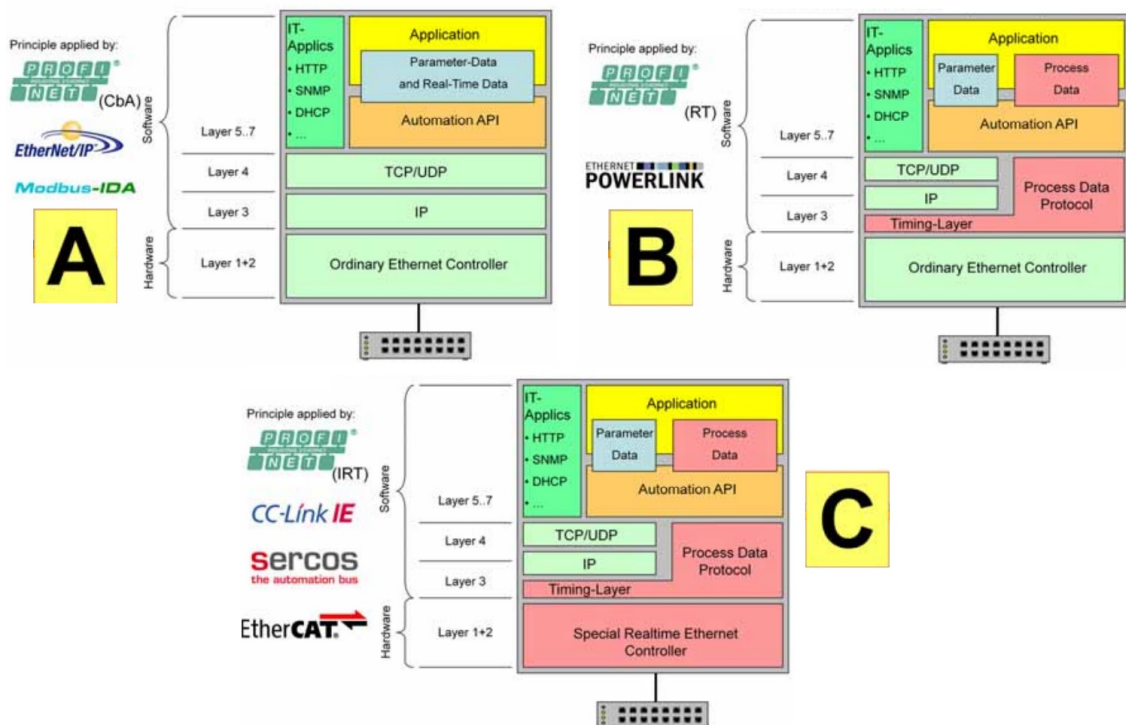 Principle applied by:
PROFI®
INDUSTRIAL ETHERNET
NET
(CbA)
EtherNet/IP
Modbus-IDA
A
Software
Hardware
Layer 5..7
Layer 4
Layer 3
Layer 1+2
IT-
Applics
• HTTP
• SNMP
• DHCP
• ...
Application
Parameter-Data
and Real-Time Data
Automation API
TCP/UDP
IP
Ordinary Ethernet Controller
Principle applied by:
PROFI®
INDUSTRIAL ETHERNET
NET
(RT)
ETHERNET
POWERLINK
B
Software
Hardware
Layer 5..7
Layer 4
Layer 3
Layer 1+2
IT-
Applics
• HTTP
• SNMP
• DHCP
• ...
Application
Parameter
Data
Process
Data
Automation API
TCP/UDP
IP
Process Data
Protocol
Timing-Layer
Ordinary Ethernet Controller
Principle applied by:
PROFI®
INDUSTRIAL ETHERNET
NET
(IRT)
CC-Link IE
sercos
the automation bus
EtherCAT®
Software
Hardware
Layer 5..7
Layer 4
Layer 3
Layer 1+2
IT-
Applics
• HTTP
• SNMP
• DHCP
• ...
Application
Parameter
Data
Process
Data
Automation API
TCP/UDP
IP
Process Data
Protocol
Timing-Layer
Special Realtime Ethernet
Controller
C